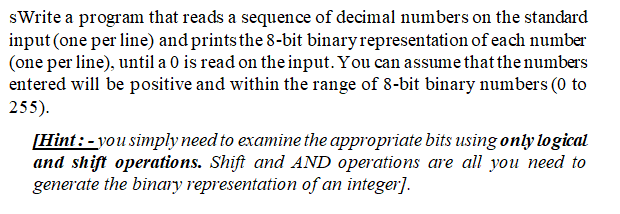 sWrite a program that reads a sequence of decimal numbers on the standard
input (one per line) and prints the 8-bit binary representation of each number
(one per line), until a 0 is read on the input. You can assume that the numbers
entered will be positive and within the range of 8-bit binary numbers (0 to
255).
[Hint : - you simply need to examine the appropriate bits using only logical
and shift operations. Shift and AND operations are all you need to
generate the binary representation of an integer].